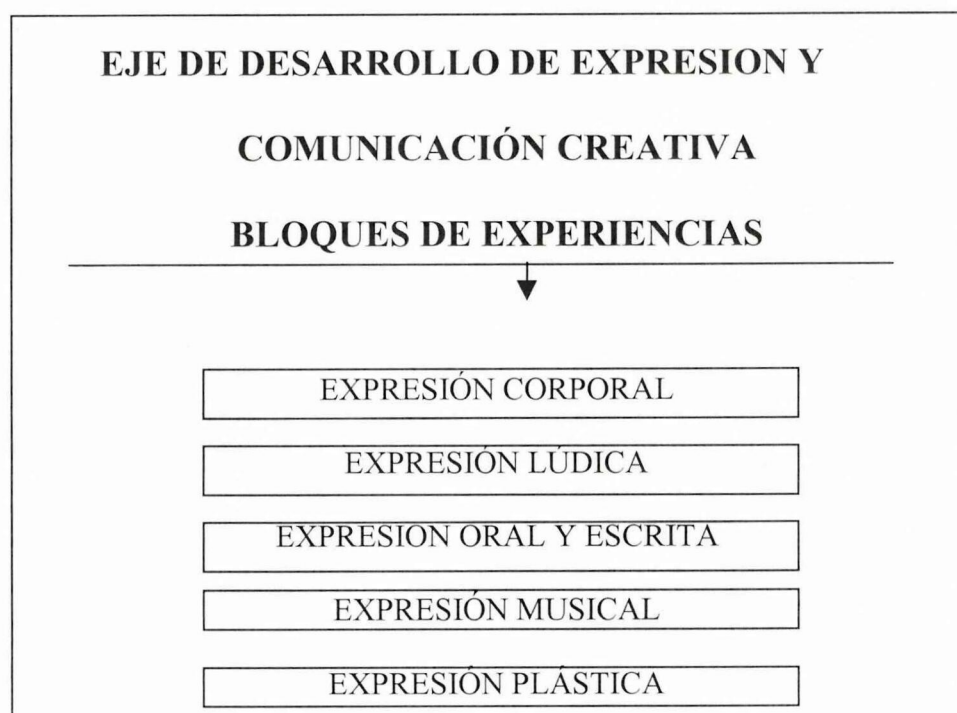 EJE DE DESARROLLO DE EXPRESION Y
COMUNICACIÓN CREATIVA
BLOQUES DE EXPERIENCIAS
EXPRESIÓN CORPORAL
EXPRESIÓN LÚDICA
EXPRESION ORAL Y ESCRITA
EXPRESIÓN MUSICAL
EXPRESIÓN PLÁSTICA